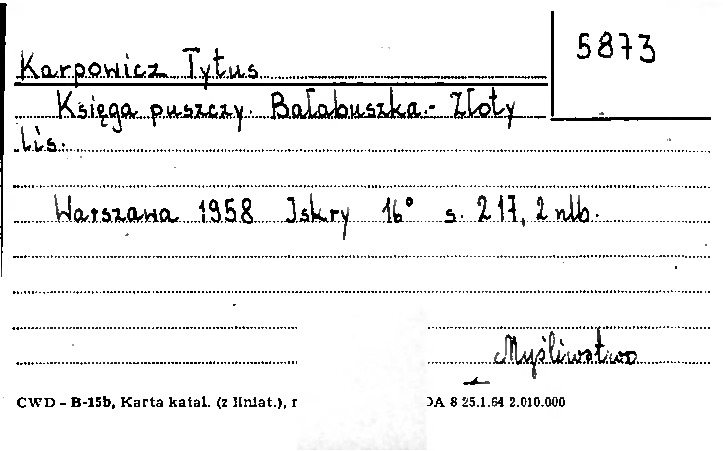 5873
Karpowicz Tytus
Księga puszczy. Bałabuszka.- Złoty
lis.
Warszawa 1958 Iskry 16° s. 217, 2 nlb.
Myślivstwo
CWD – B-15b, Karta katal. (z liniat.), r
DA 8 25.1.64 2.010.000